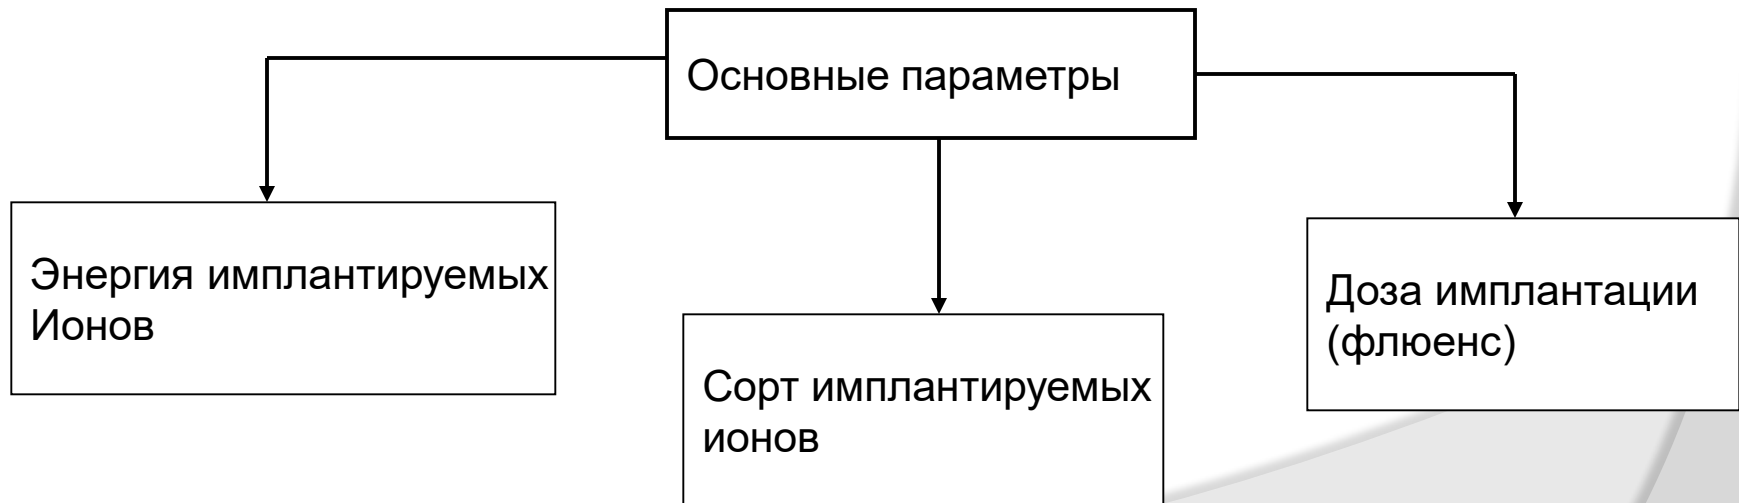 Основные параметры
Энергия имплантируемых
Ионов
Сорт имплантируемых
ионов
Доза имплантации
(флюенс)